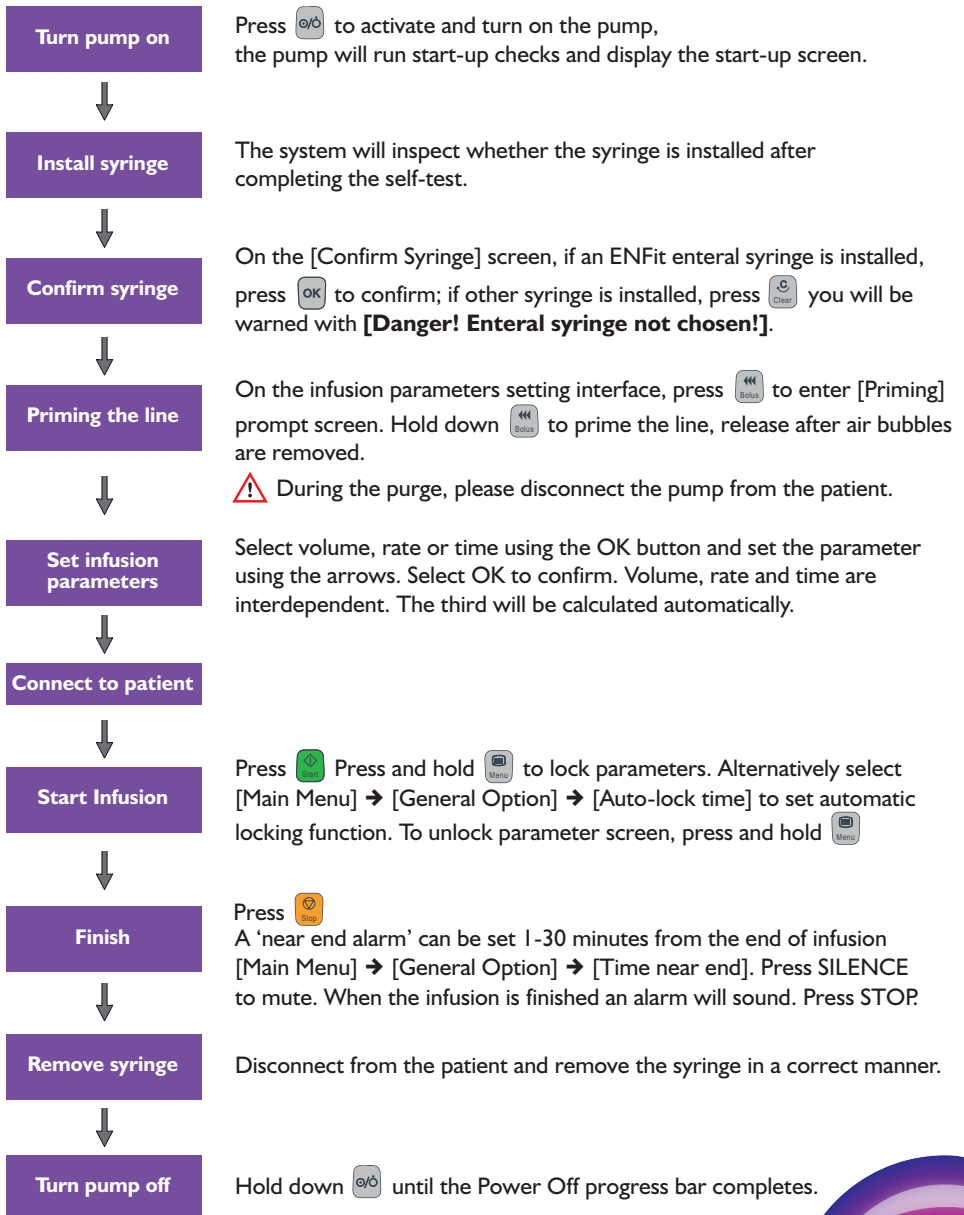 Turn pump on
Press to activate and turn on the pump,
the pump will run start-up checks and display the start-up screen.
Install syringe
The system will inspect whether the syringe is installed after
completing the self-test.
Confirm syringe
On the [Confirm Syringe] screen, if an ENFit enteral syringe is installed,
press OK to confirm; if other syringe is installed, press C Clear you will be
warned with [Danger! Enteral syringe not chosen!].
Priming the line
On the infusion parameters setting interface, press Bolus to enter [Priming]
prompt screen. Hold down Bolus to prime the line, release after air bubbles
are removed.
! During the purge, please disconnect the pump from the patient.
Set infusion
parameters
Select volume, rate or time using the OK button and set the parameter
using the arrows. Select OK to confirm. Volume, rate and time are
interdependent. The third will be calculated automatically.
Connect to patient
Start Infusion
Press Start Press and hold Menu to lock parameters. Alternatively select
[Main Menu] → [General Option] → [Auto-lock time] to set automatic
locking function. To unlock parameter screen, press and hold Menu
Finish
Press Stop
A ‘near end alarm’ can be set 1-30 minutes from the end of infusion
[Main Menu] → [General Option] → [Time near end]. Press SILENCE
to mute. When the infusion is finished an alarm will sound. Press STOP.
Remove syringe
Disconnect from the patient and remove the syringe in a correct manner.
Turn pump off
Hold down until the Power Off progress bar completes.